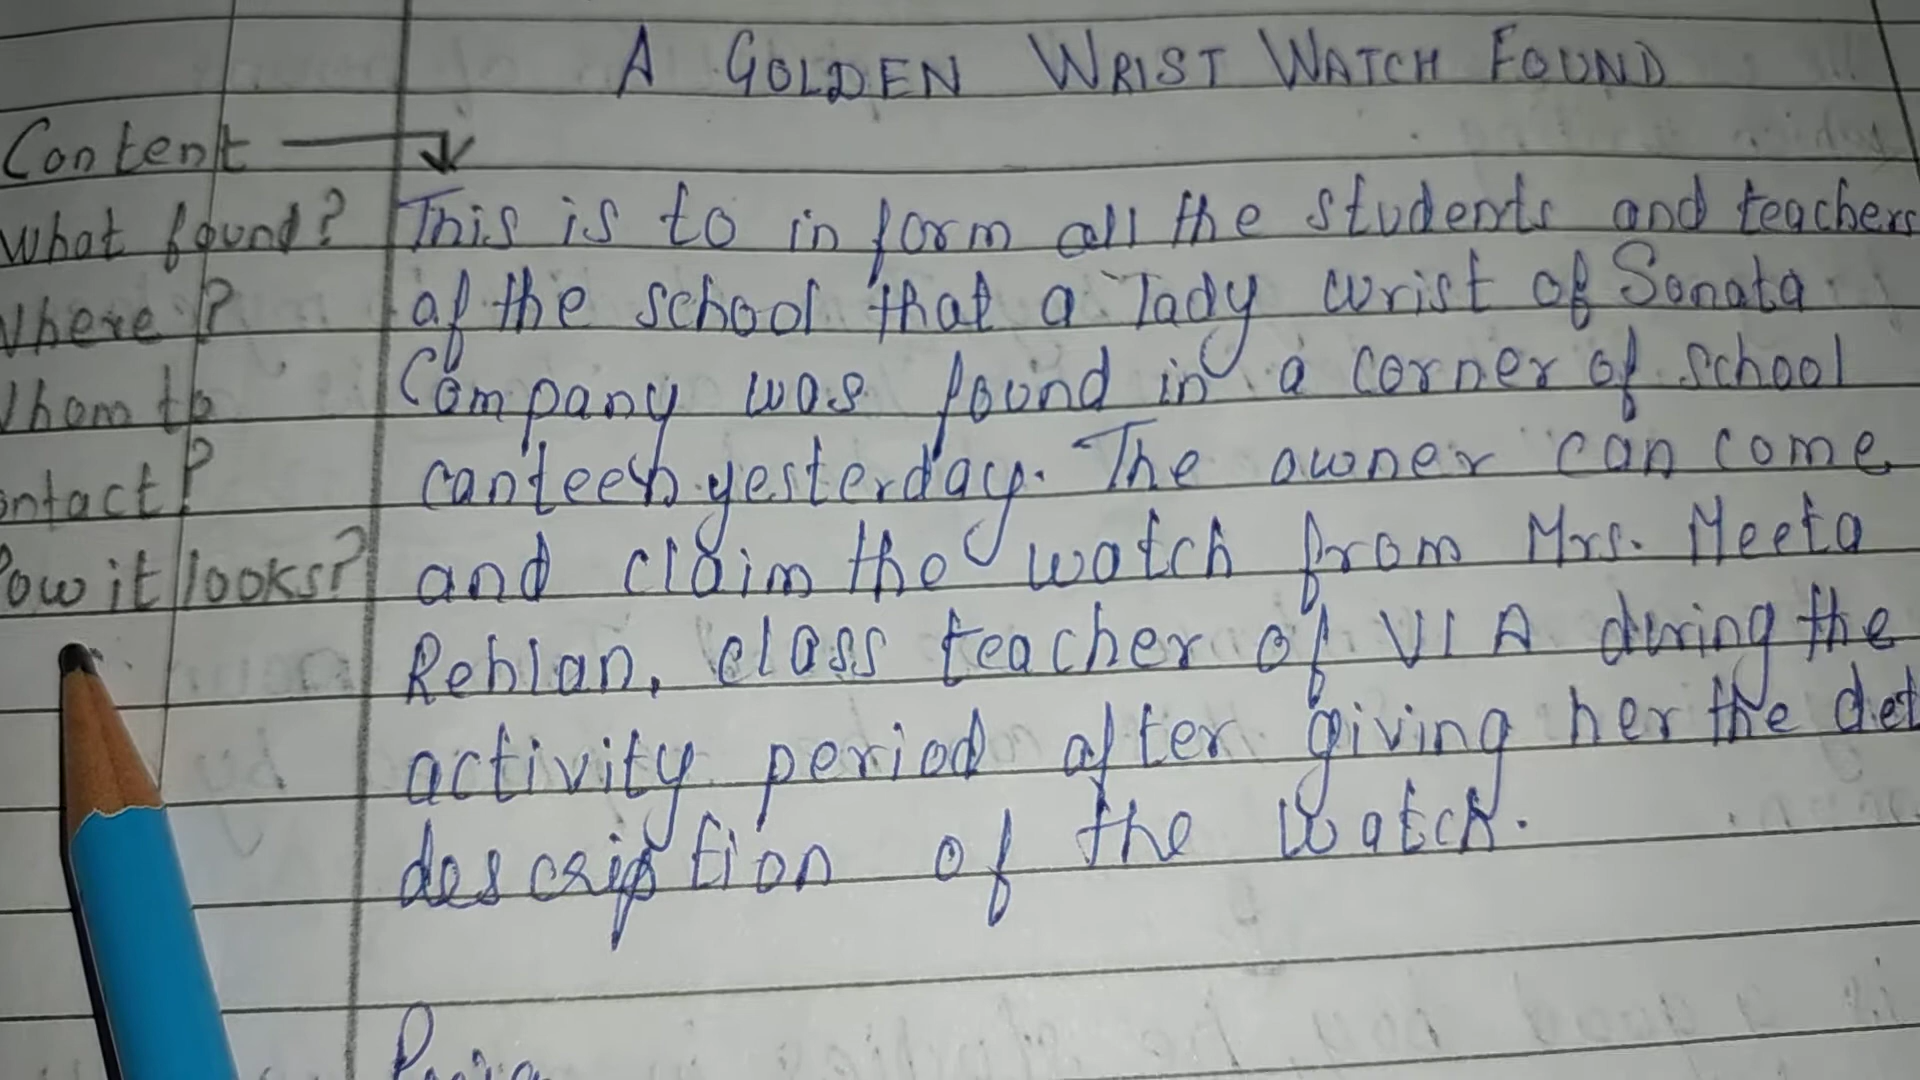 A GOLDEN WRIST WATCH FOUND
Content
What found? This is to inform all the students and teachers
Where? of the school that a lady wrist of Sonata
Whom to Company was found in a corner of school
ontact? canteen yesterday. The owner can come
How it looks? and claim the watch from Mrs. Meeta
Rehlan, class teacher of VI A during the
activity period after giving her the det
description of the watch.